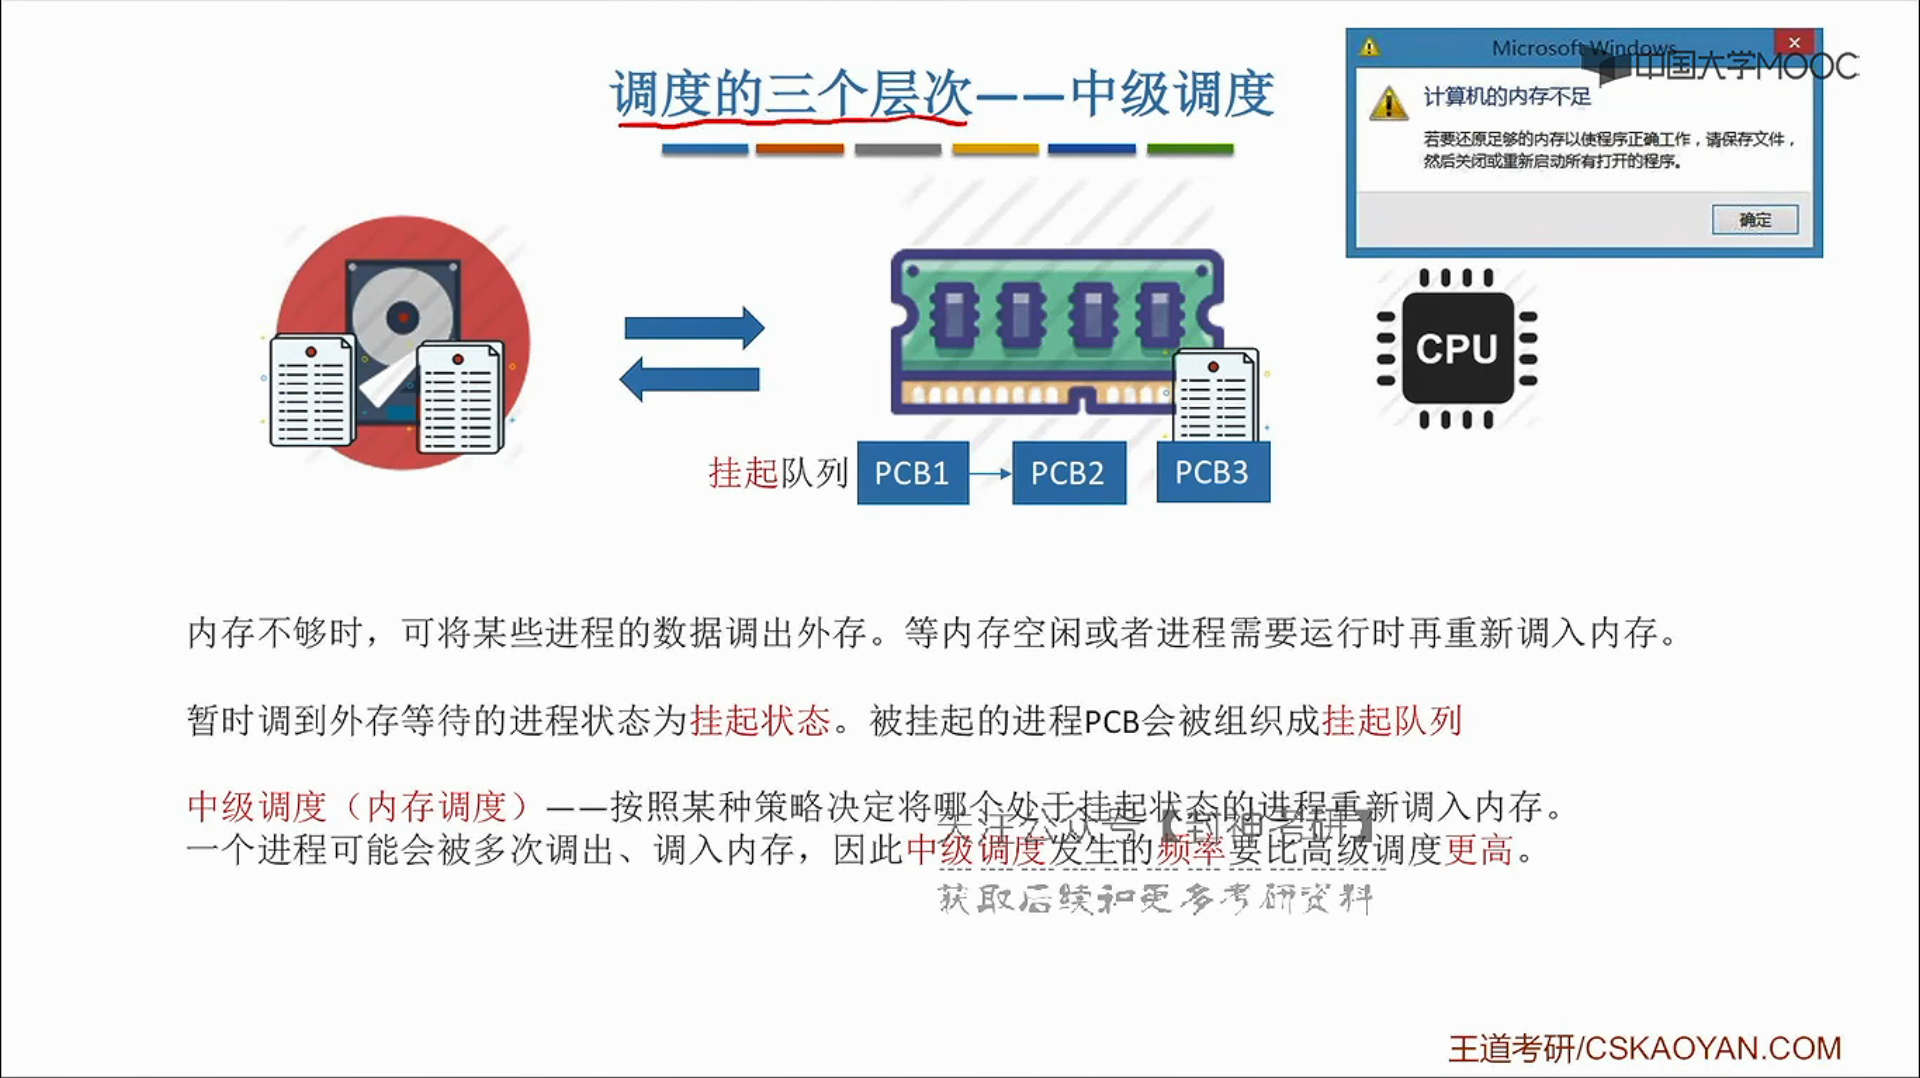 调度的三个层次——中级调度
Microsoft Windows
中国大学MOOC
计算机的内存不足
若要还原足够的内存以使程序正确工作，请保存文件，
然后关闭或重新启动所有打开的程序。
确定
CPU
挂起队列
PCB1
PCB2
PCB3
内存不够时，可将某些进程的数据调出外存。等内存空闲或者进程需要运行时再重新调入内存。
暂时调到外存等待的进程状态为挂起状态。被挂起的进程PCB会被组织成挂起队列
中级调度（内存调度）——按照某种策略决定将哪个处于挂起状态的进程重新调入内存。
关注公众号【封神考研】
一个进程可能会被多次调出、调入内存，因此中级调度发生的频率要比高级调度更高。
获取后续和更多考研资料
王道考研/CSKAOYAN.COM